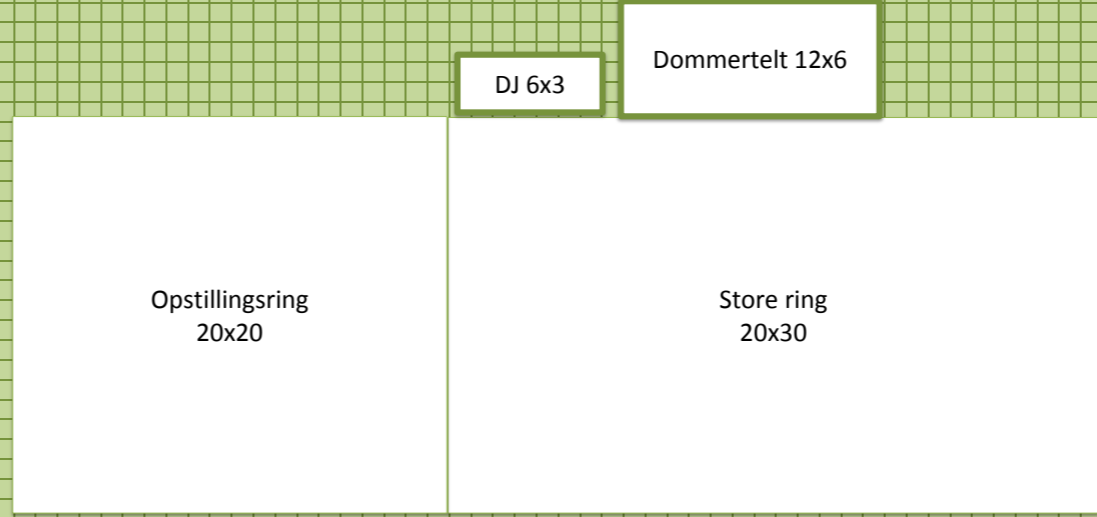 Dommertelt 12x6
DJ 6x3
Opstillingsring
20x20
Store ring
20x30